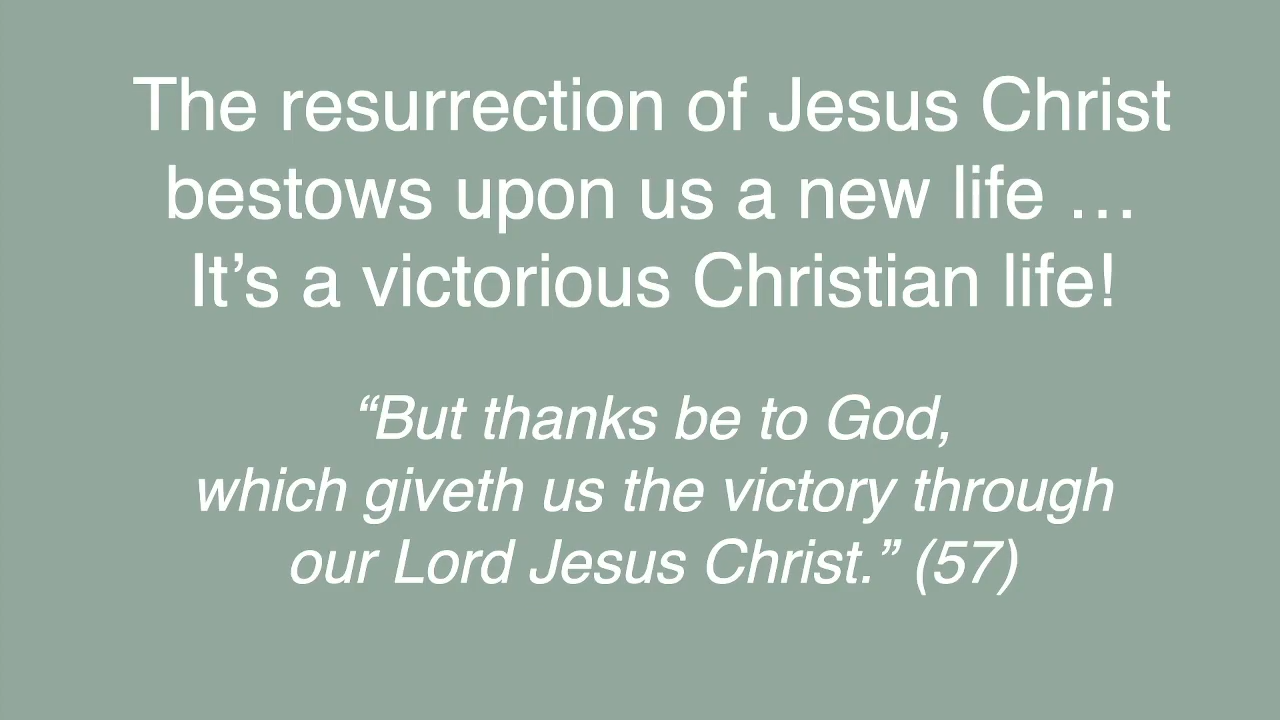 The resurrection of Jesus Christ
bestows upon us a new life …
It’s a victorious Christian life!
“But thanks be to God,
which giveth us the victory through
our Lord Jesus Christ.” (57)